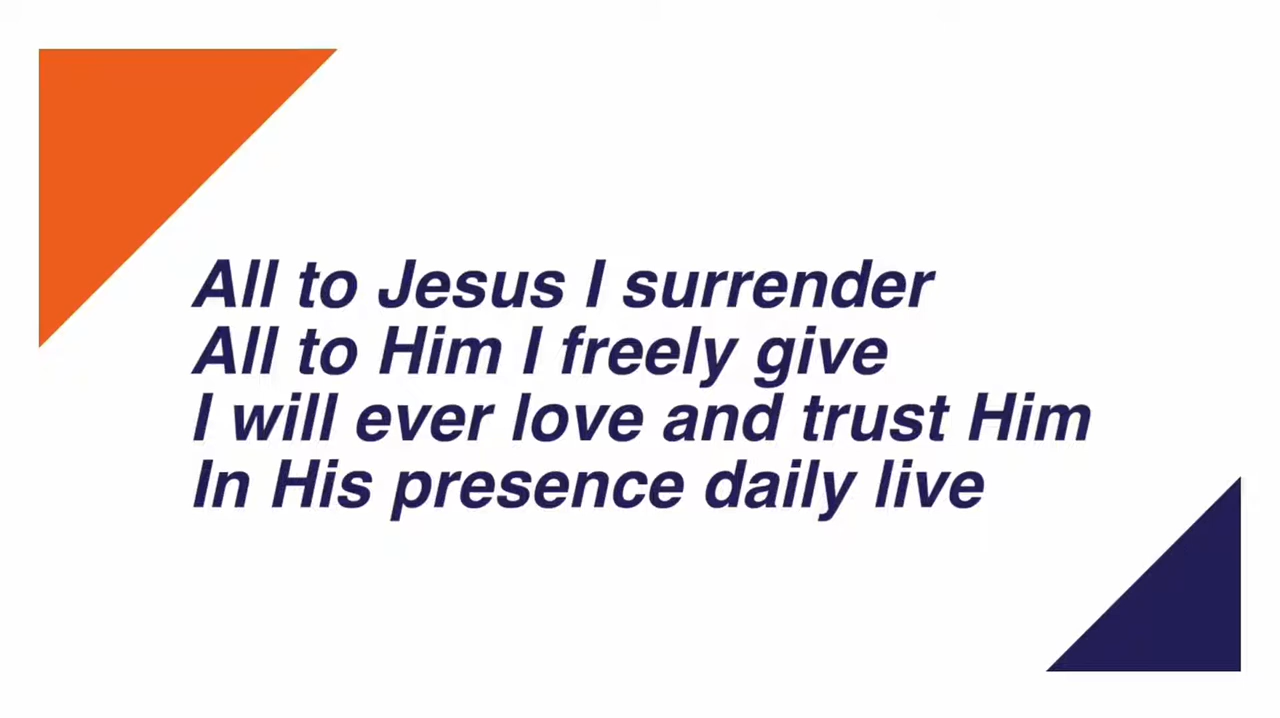 All to Jesus I surrender
All to Him I freely give
I will ever love and trust Him
In His presence daily live